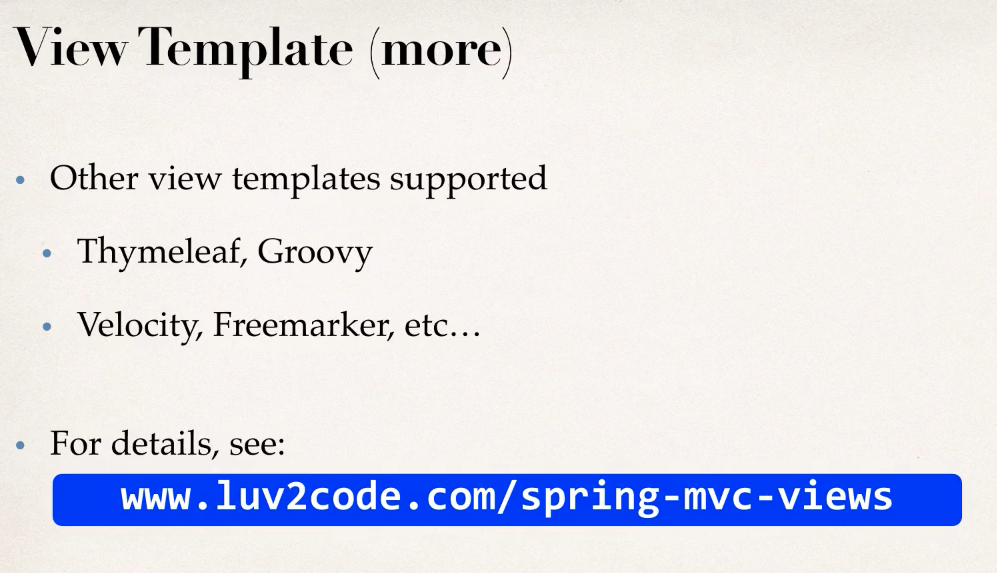 View Template (more)
• Other view templates supported
• Thymeleaf, Groovy
• Velocity, Freemarker, etc…
• For details, see:
www.luv2code.com/spring-mvc-views